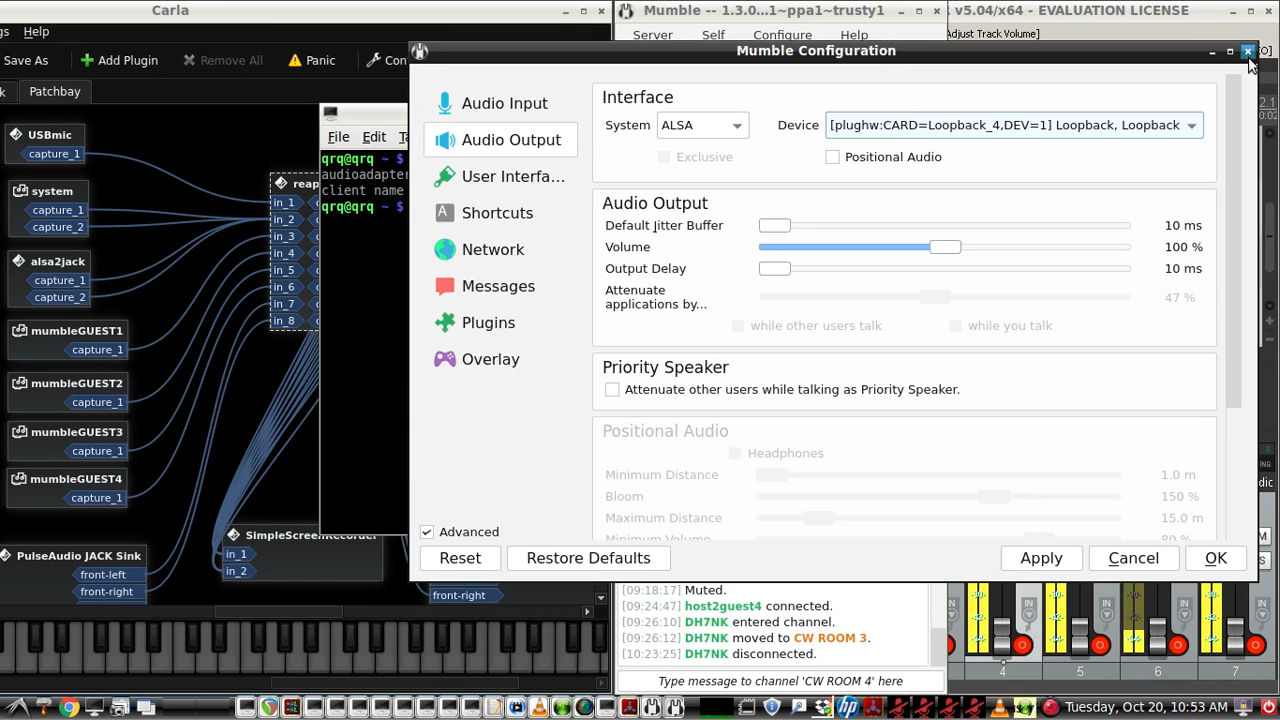 Carla
Mumble -- 1.3.0...1~ppa1~trusty1
v5.04/x64 - EVALUATION LICENSE
Help
Server Self Configure Help
Adjust Track Volume]
Save As
Add Plugin
Remove All
Panic
Patchbay
USBmic
capture_1
system
capture_1
capture_2
alsa2jack
capture_1
capture_2
mumbleGUEST1
capture_1
mumbleGUEST2
capture_1
mumbleGUEST3
capture_1
mumbleGUEST4
capture_1
PulseAudio JACK Sink
front-left
front-right
in_1
in_2
in_3
in_4
in_5
in_6
in_7
in_8
SimpleScreenRecorder
in_1
in_2
front-right
File Edit
qrq@qrq ~ $
audioadapter
client name
qrq@qrq ~ $
Mumble Configuration
Audio Input
Audio Output
User Interfa...
Shortcuts
Network
Messages
Plugins
Overlay
Advanced
Interface
System ALSA Device [plughw:CARD=Loopback_4,DEV=1] Loopback, Loopback
Exclusive Positional Audio
Audio Output
Default Jitter Buffer 10 ms
Volume 100 %
Output Delay 10 ms
Attenuate
applications by... 47 %
while other users talk while you talk
Priority Speaker
Attenuate other users while talking as Priority Speaker.
Positional Audio
Headphones
Minimum Distance 1.0 m
Bloom 150 %
Maximum Distance 15.0 m
Minimum Volume 80 %
Reset Restore Defaults Apply Cancel OK
[09:18:17] Muted.
[09:24:47] host2guest4 connected.
[09:26:10] DH7NK entered channel.
[09:26:12] DH7NK moved to CW ROOM 3.
[10:23:25] DH7NK disconnected.
Type message to channel 'CW ROOM 4' here
4 5 6 7
Tuesday, Oct 20, 10:53 AM